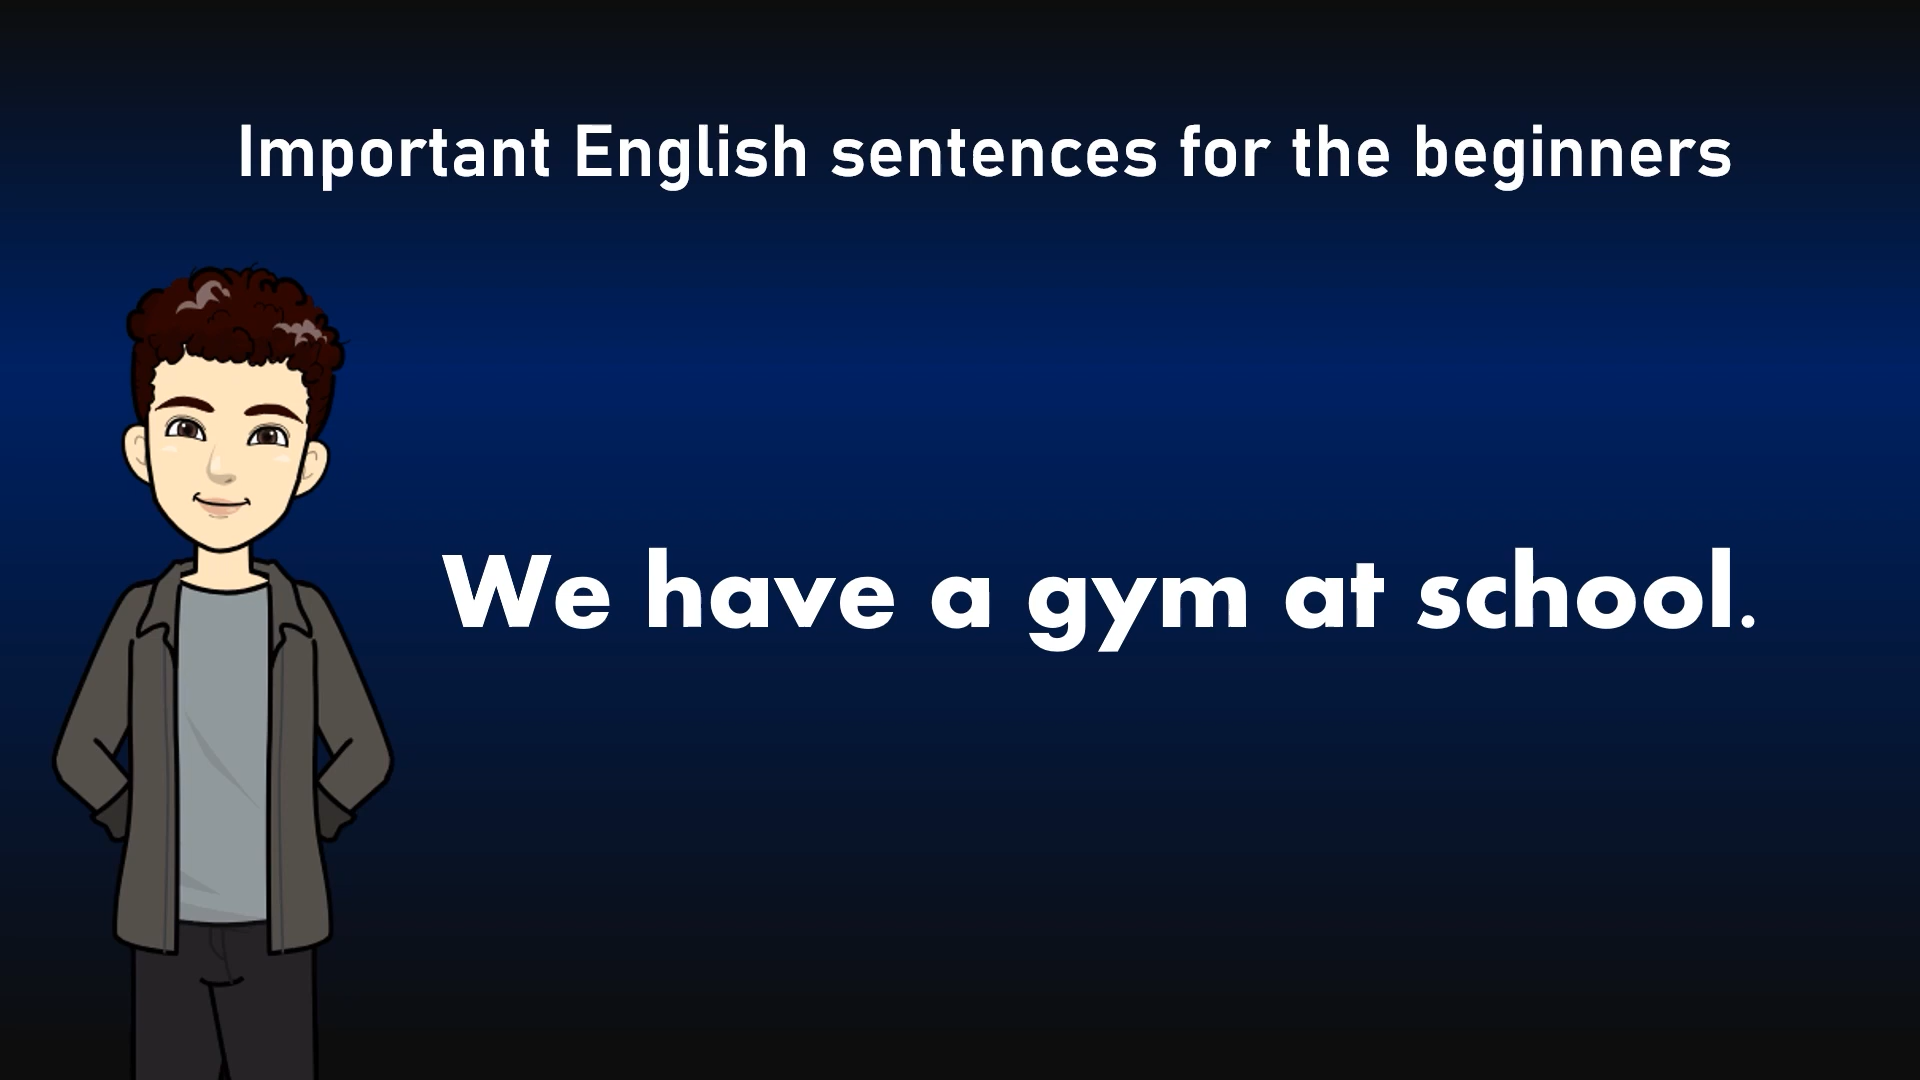 Important English sentences for the beginners
We have a gym at school.